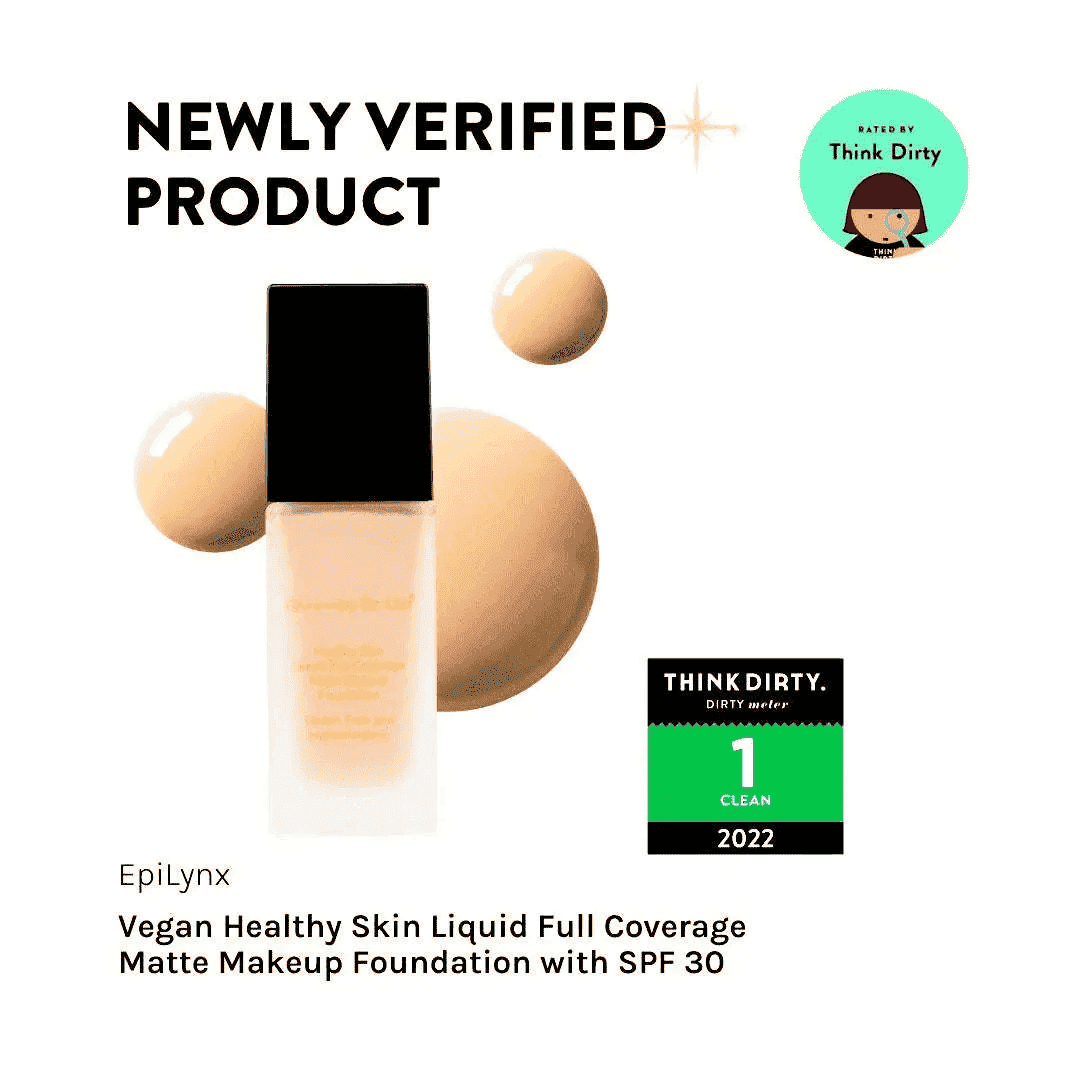 NEWLY VERIFIED
PRODUCT
RATED BY
Think Dirty
THINK DIRTY.
DIRTY meter
1
CLEAN
2022
EpiLynx
Vegan Healthy Skin Liquid Full Coverage
Matte Makeup Foundation with SPF 30